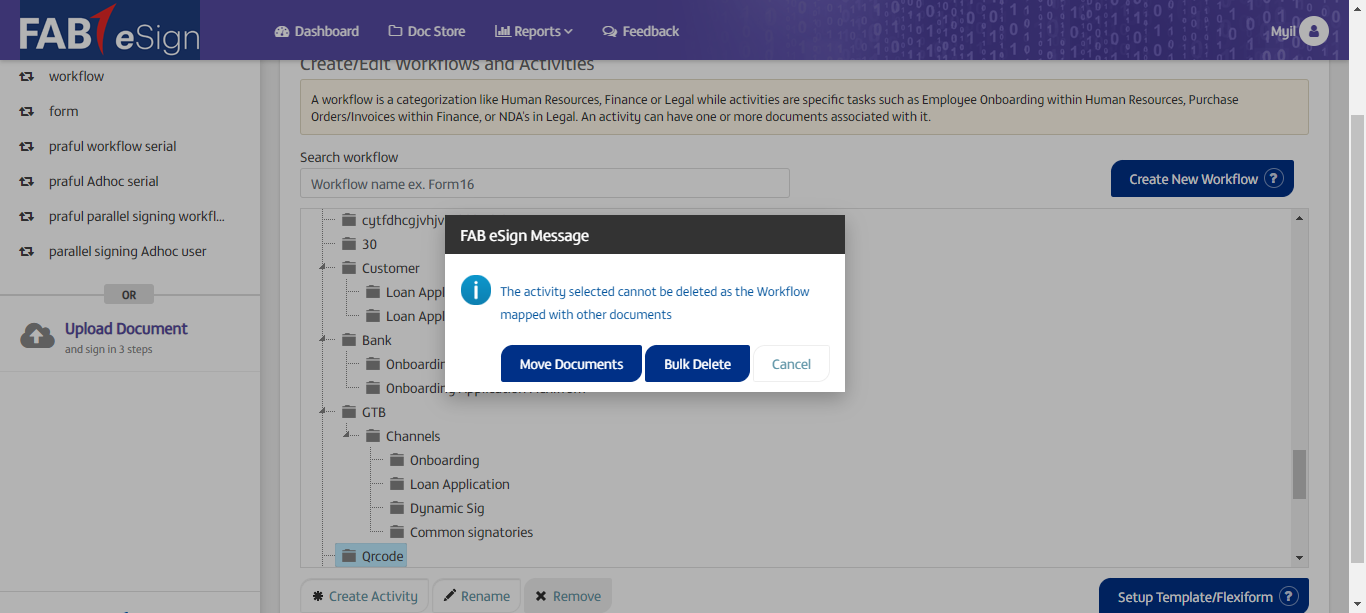 FAB eSign
Dashboard
Doc Store
Reports
Feedback
Myil
workflow
form
praful workflow serial
praful Adhoc serial
praful parallel signing workfl...
parallel signing Adhoc user
OR
Upload Document
and sign in 3 steps
Create/Edit Workflows and Activities
A workflow is a categorization like Human Resources, Finance or Legal while activities are specific tasks such as Employee Onboarding within Human Resources, Purchase
Orders/Invoices within Finance, or NDA's in Legal. An activity can have one or more documents associated with it.
Search workflow
Workflow name ex. Form16
Create New Workflow ?
cytfdhcgjvhjv
30
Customer
Loan Appl
Loan Appl
Bank
Onboardin
Onboarding
GTB
Channels
Onboarding
Loan Application
Dynamic Sig
Common signatories
Qrcode
FAB eSign Message
i
The activity selected cannot be deleted as the Workflow
mapped with other documents
Move Documents
Bulk Delete
Cancel
Create Activity
Rename
Remove
Setup Template/Flexiform ?